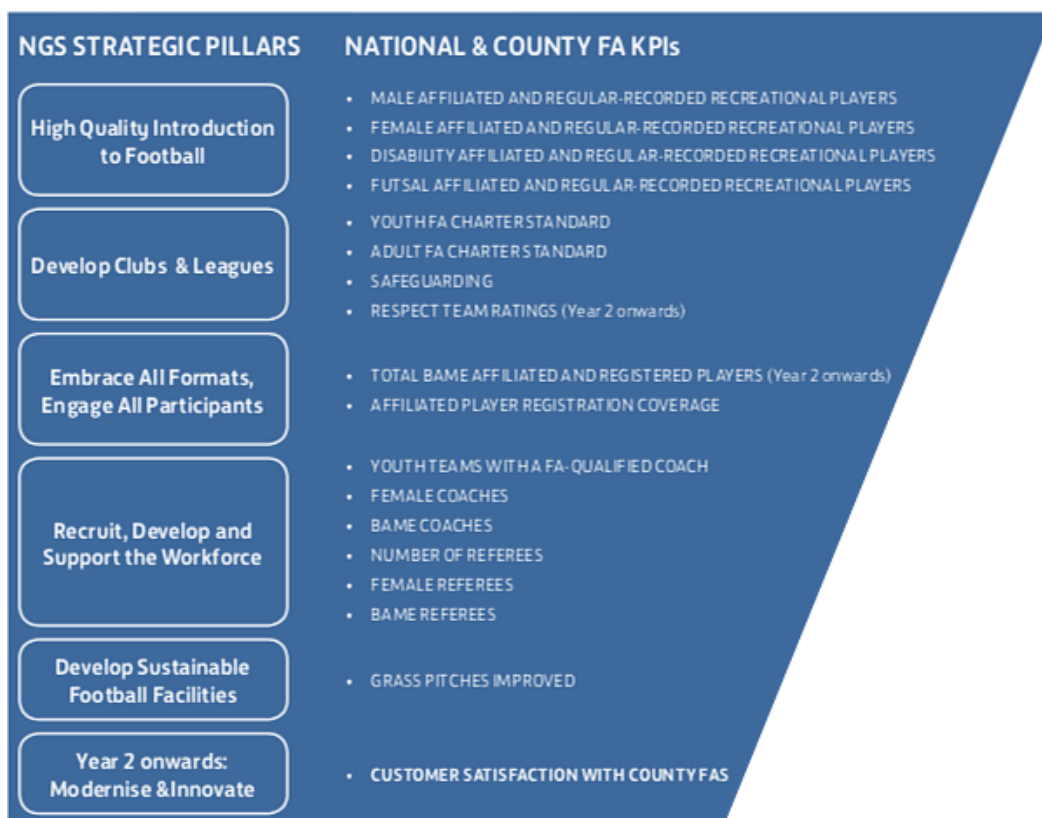 NGS STRATEGIC PILLARS
NATIONAL & COUNTY FA KPIs
High Quality Introduction
to Football
• MALE AFFILIATED AND REGULAR-RECORDED RECREATIONAL PLAYERS
• FEMALE AFFILIATED AND REGULAR-RECORDED RECREATIONAL PLAYERS
• DISABILITY AFFILIATED AND REGULAR-RECORDED RECREATIONAL PLAYERS
• FUTSAL AFFILIATED AND REGULAR-RECORDED RECREATIONAL PLAYERS
Develop Clubs & Leagues
• YOUTH FA CHARTER STANDARD
• ADULT FA CHARTER STANDARD
• SAFEGUARDING
• RESPECT TEAM RATINGS (Year 2 onwards)
Embrace All Formats,
Engage All Participants
• TOTAL BAME AFFILIATED AND REGISTERED PLAYERS (Year 2 onwards)
• AFFILIATED PLAYER REGISTRATION COVERAGE
Recruit, Develop and
Support the Workforce
• YOUTH TEAMS WITH A FA-QUALIFIED COACH
• FEMALE COACHES
• BAME COACHES
• NUMBER OF REFEREES
• FEMALE REFEREES
• BAME REFEREES
Develop Sustainable
Football Facilities
• GRASS PITCHES IMPROVED
Year 2 onwards:
Modernise & Innovate
• CUSTOMER SATISFACTION WITH COUNTY FAS